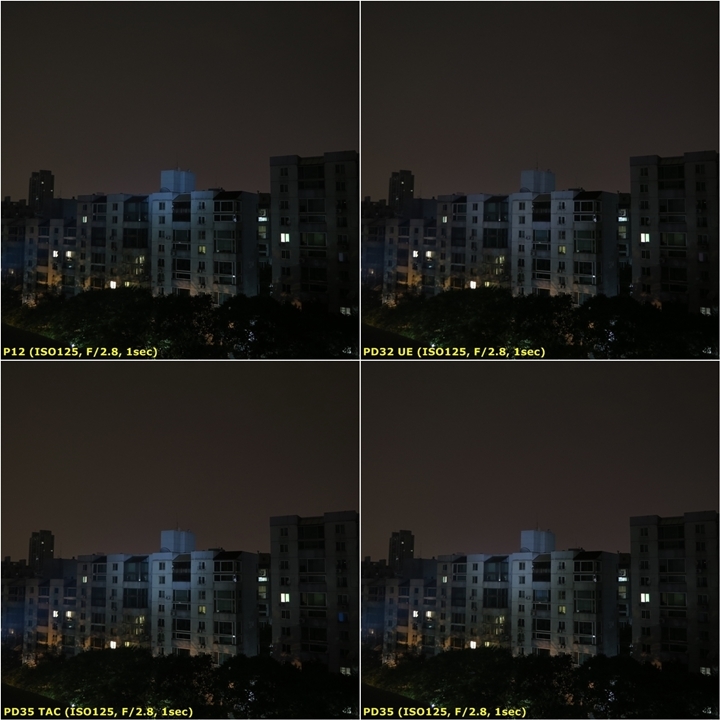 P12 (ISO125, F/2.8, 1sec)
PD32 UE (ISO125, F/2.8, 1sec)
PD35 TAC (ISO125, F/2.8, 1sec)
PD35 (ISO125, F/2.8, 1sec)